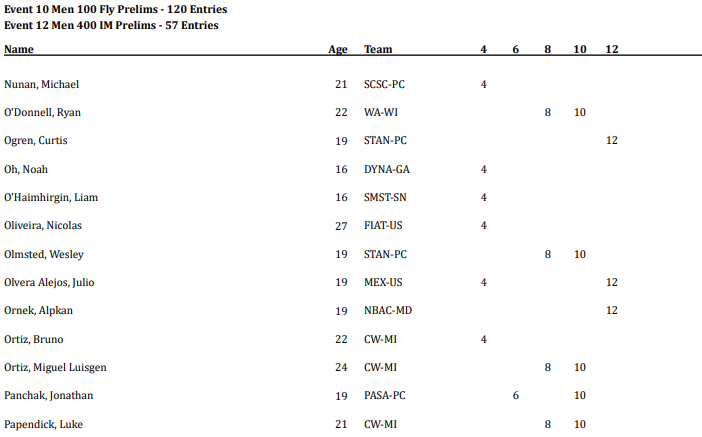 Event 10 Men 100 Fly Prelims - 120 Entries
Event 12 Men 400 IM Prelims - 57 Entries
Name Age Team 4 6 8 10 12
Nunan, Michael 21 SCSC-PC 4
O'Donnell, Ryan 22 WA-WI 8 10
Ogren, Curtis 19 STAN-PC 12
Oh, Noah 16 DYNA-GA 4
O'Haimhirgin, Liam 16 SMST-SN 4
Oliveira, Nicolas 27 FIAT-US 4
Olmsted, Wesley 19 STAN-PC 8 10
Olvera Alejos, Julio 19 MEX-US 4 12
Ornek, Alpkan 19 NBAC-MD 12
Ortiz, Bruno 22 CW-MI 4
Ortiz, Miguel Luisgen 24 CW-MI 8 10
Panchak, Jonathan 19 PASA-PC 6 10
Papendick, Luke 21 CW-MI 8 10